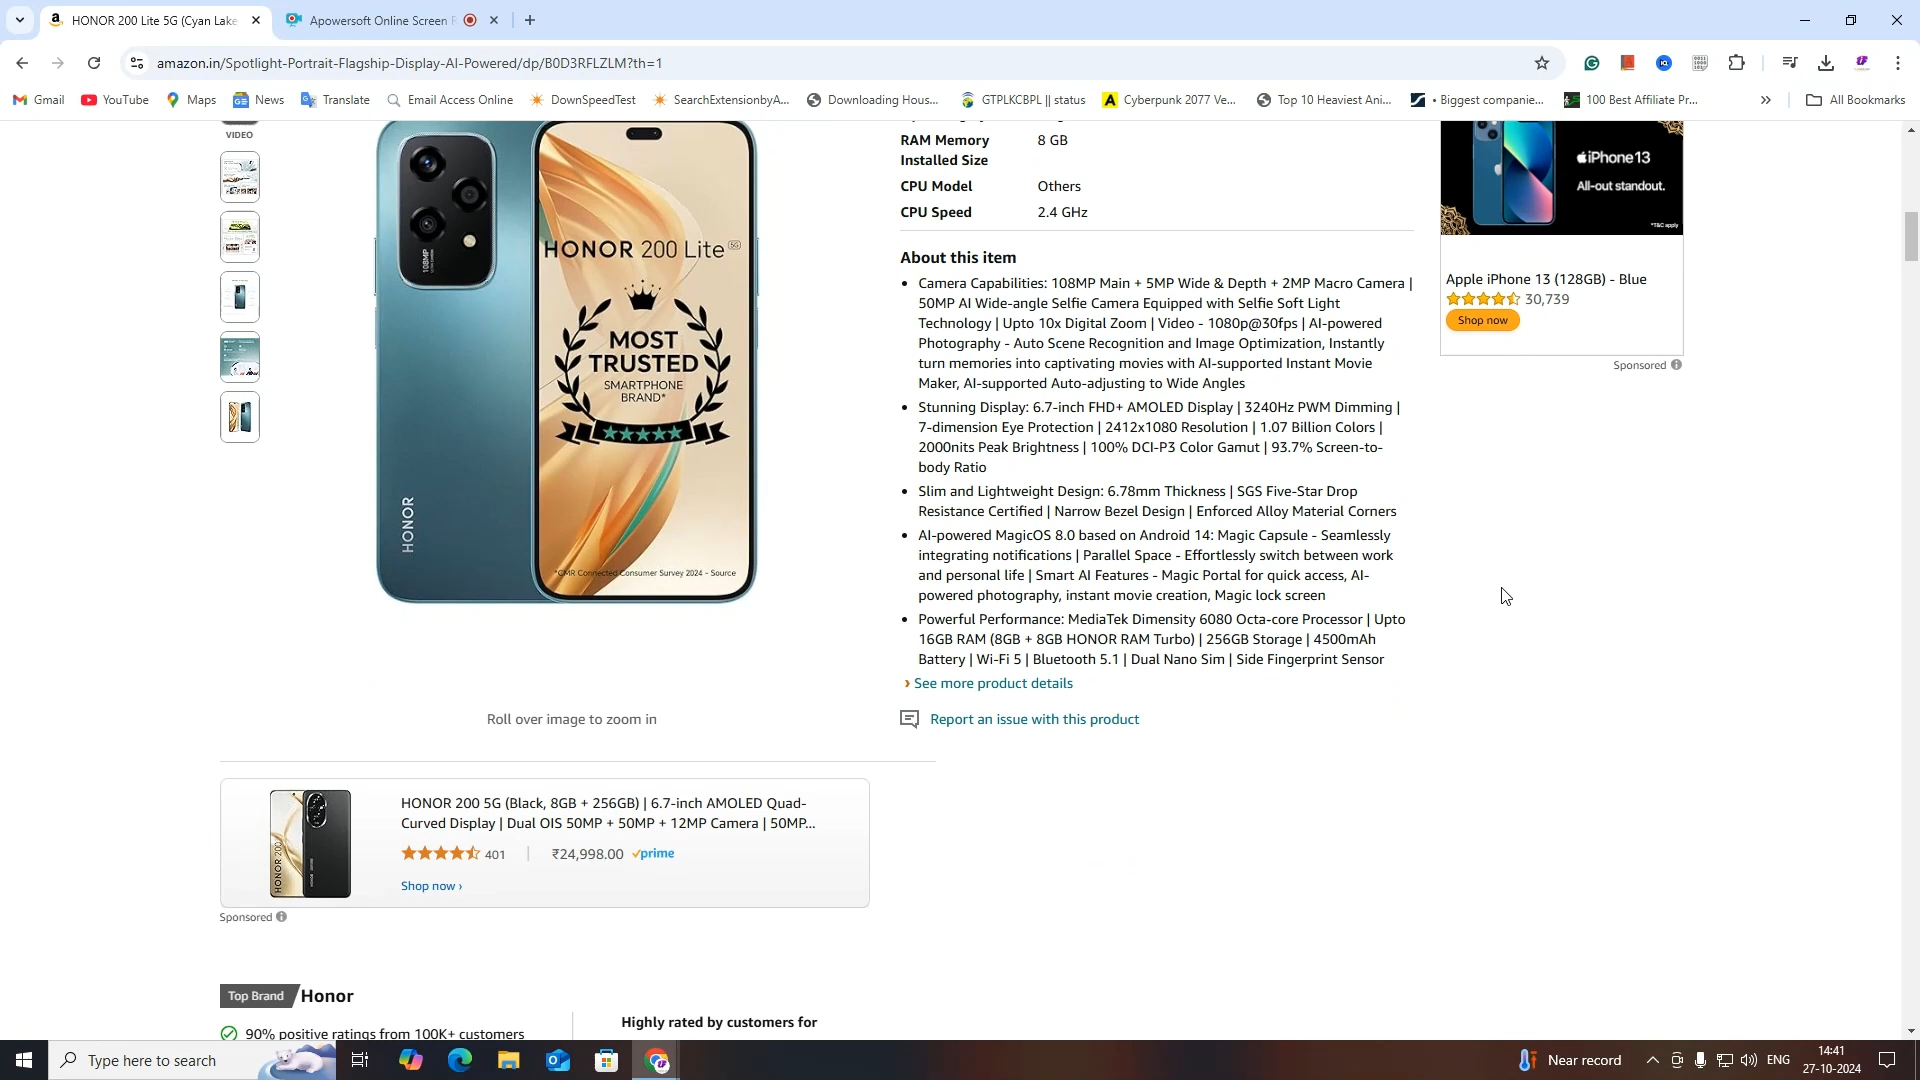 HONOR 200 Lite 5G (Cyan Lake
Apowersoft Online Screen R
amazon.in/Spotlight-Portrait-Flagship-Display-AI-Powered/dp/B0D3RFLZLM?th=1
Gmail
YouTube
Maps
News
Translate
Email Access Online
DownSpeedTest
SearchExtensionbyA...
Downloading Hous...
GTPLKCBPL || status
Cyberpunk 2077 Ve...
Top 10 Heaviest Ani...
• Biggest companie...
100 Best Affiliate Pr...
All Bookmarks
VIDEO
108MP
HONOR
HONOR 200 Lite 5G
MOST
TRUSTED
SMARTPHONE
BRAND*
*CMR Connected Consumer Survey 2024 - Source
Roll over image to zoom in
RAM Memory 8 GB
Installed Size
CPU Model Others
CPU Speed 2.4 GHz
About this item
• Camera Capabilities: 108MP Main + 5MP Wide & Depth + 2MP Macro Camera |
50MP AI Wide-angle Selfie Camera Equipped with Selfie Soft Light
Technology | Upto 10x Digital Zoom | Video - 1080p@30fps | AI-powered
Photography - Auto Scene Recognition and Image Optimization, Instantly
turn memories into captivating movies with AI-supported Instant Movie
Maker, AI-supported Auto-adjusting to Wide Angles
• Stunning Display: 6.7-inch FHD+ AMOLED Display | 3240Hz PWM Dimming |
7-dimension Eye Protection | 2412x1080 Resolution | 1.07 Billion Colors |
2000nits Peak Brightness | 100% DCI-P3 Color Gamut | 93.7% Screen-to-
body Ratio
• Slim and Lightweight Design: 6.78mm Thickness | SGS Five-Star Drop
Resistance Certified | Narrow Bezel Design | Enforced Alloy Material Corners
• AI-powered MagicOS 8.0 based on Android 14: Magic Capsule - Seamlessly
integrating notifications | Parallel Space - Effortlessly switch between work
and personal life | Smart AI Features - Magic Portal for quick access, AI-
powered photography, instant movie creation, Magic lock screen
• Powerful Performance: MediaTek Dimensity 6080 Octa-core Processor | Upto
16GB RAM (8GB + 8GB HONOR RAM Turbo) | 256GB Storage | 4500mAh
Battery | Wi-Fi 5 | Bluetooth 5.1 | Dual Nano Sim | Side Fingerprint Sensor
› See more product details
Report an issue with this product
iPhone 13
All-out standout.
*T&C apply
Apple iPhone 13 (128GB) - Blue
30,739
Shop now
Sponsored
HONOR 200
HONOR 200 5G (Black, 8GB + 256GB) | 6.7-inch AMOLED Quad-
Curved Display | Dual OIS 50MP + 50MP + 12MP Camera | 50MP...
401 | ₹24,998.00 prime
Shop now ›
Sponsored
Top Brand Honor
90% positive ratings from 100K+ customers
Highly rated by customers for
Type here to search
Near record
ENG
14:41
27-10-2024